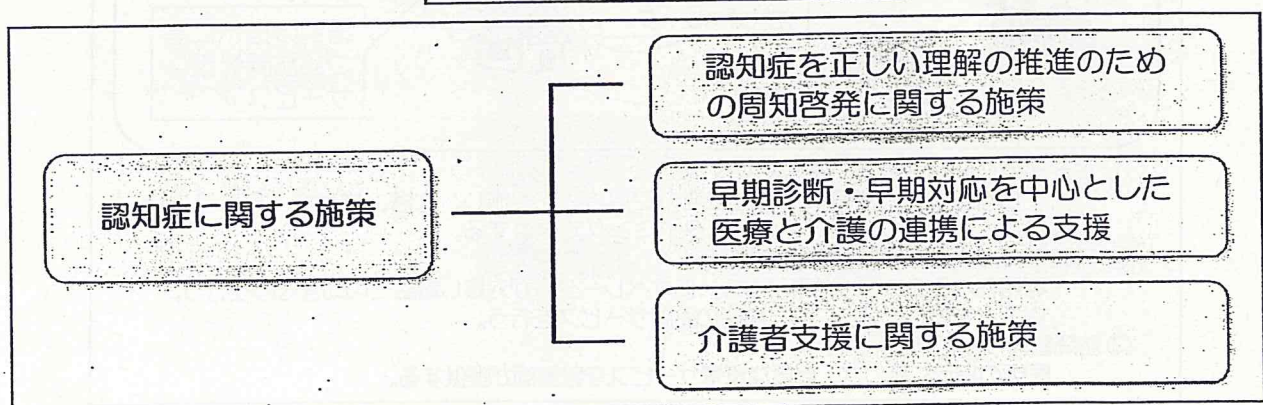 認知症に関する施策
認知症を正しい理解の推進のため
の周知啓発に関する施策
早期診断・早期対応を中心とした
医療と介護の連携による支援
介護者支援に関する施策